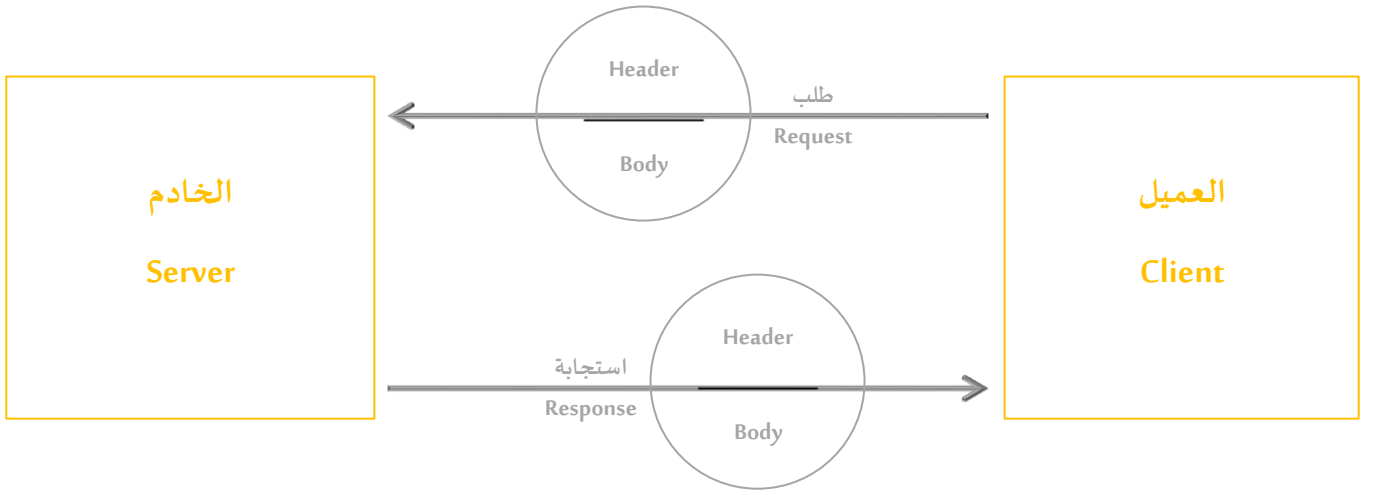 Header
طلب
Request
Body
الخادم
Server
العميل
Client
Header
استجابة
Response
Body